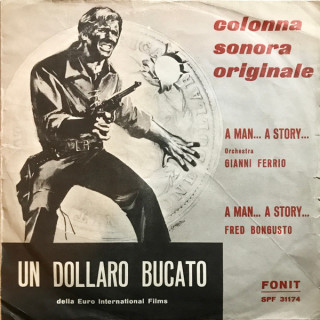 colonna
sonora
originale
A MAN... A STORY...
Orchestra
GIANNI FERRIO
A MAN... A STORY...
FRED BONGUSTO
UN DOLLARO BUCATO
della Euro International Films
FONIT
SPF 31174